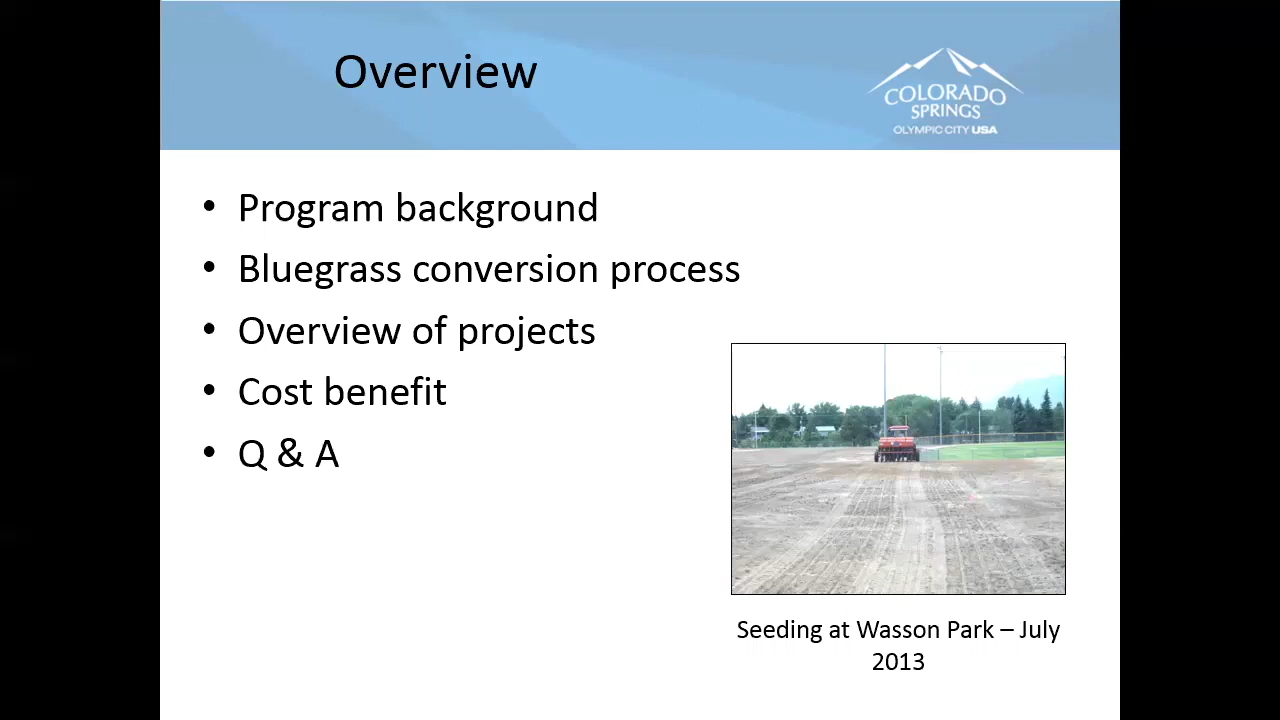 Overview
COLORADO
SPRINGS
OLYMPIC CITY USA
• Program background
• Bluegrass conversion process
• Overview of projects
• Cost benefit
• Q & A
Seeding at Wasson Park – July
2013